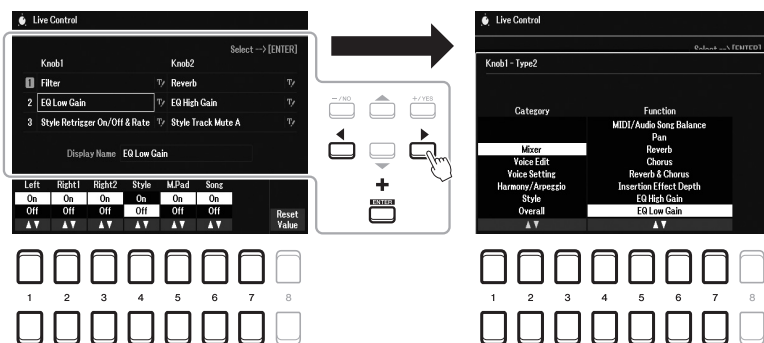 Live Control
Select --> [ENTER]
Knob1 Knob2
1 Filter Reverb
2 EQ Low Gain EQ High Gain
3 Style Retrigger On/Off & Rate Style Track Mute A
Display Name EQ Low Gain
Left Right1 Right2 Style M.Pad Song
On On On On On On
Off Off Off Off Off Off
Reset
Value
1 2 3 4 5 6 7 8
–/NO +/YES
+
ENTER
Live Control
Knob1 - Type2
Category Function
MIDI/Audio Song Balance
Pan
Mixer Reverb
Voice Edit Chorus
Voice Setting Reverb & Chorus
Harmony/Arpeggio Insertion Effect Depth
Style EQ High Gain
Overall EQ Low Gain
1 2 3 4 5 6 7 8